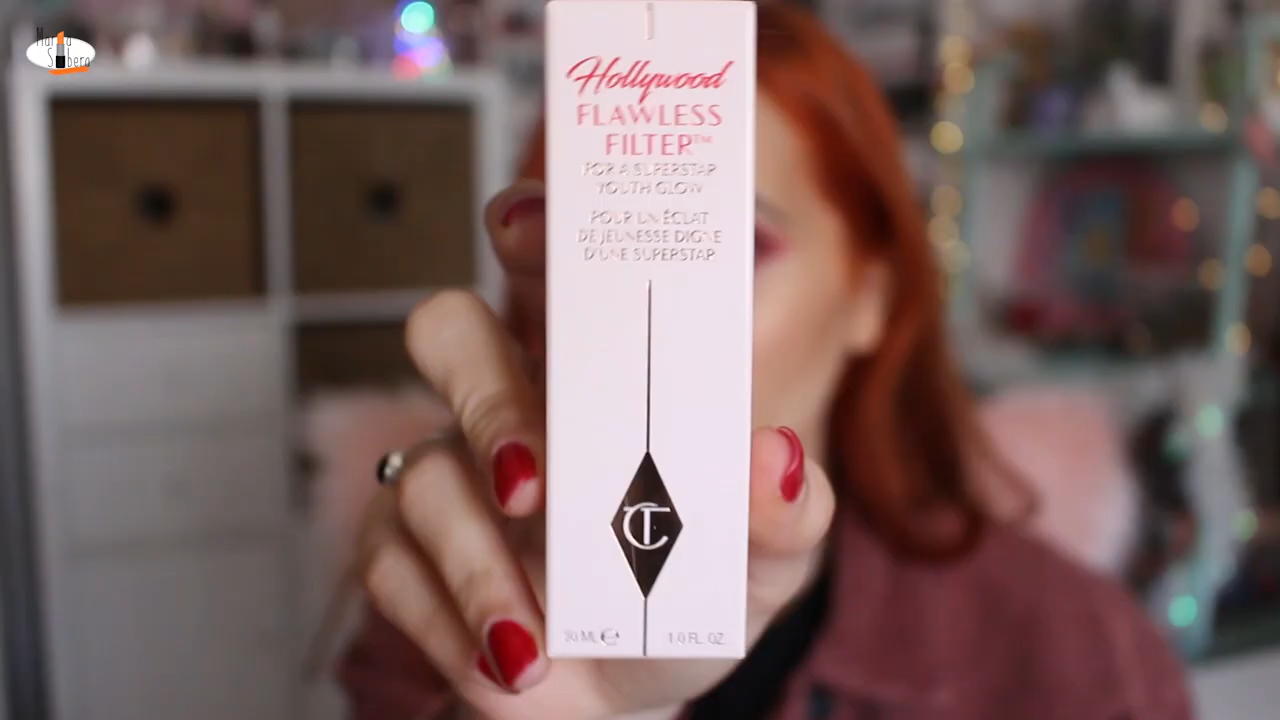 Hollywood
FLAWLESS
FILTER™
FOR A SUPERSTAR
YOUTH GLOW
POUR UN ÉCLAT
DE JEUNESSE DIGNE
D'UNE SUPERSTAR
CT
30 ML e 1.0 FL. OZ.